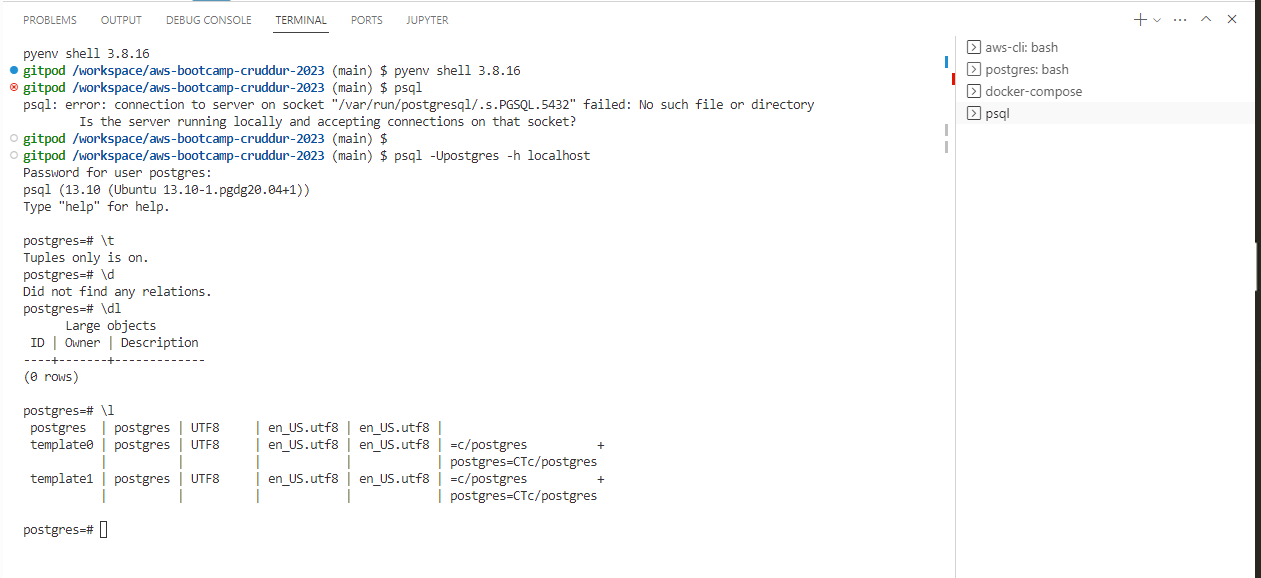 PROBLEMS OUTPUT DEBUG CONSOLE TERMINAL PORTS JUPYTER
pyenv shell 3.8.16
gitpod /workspace/aws-bootcamp-cruddur-2023 (main) $ pyenv shell 3.8.16
gitpod /workspace/aws-bootcamp-cruddur-2023 (main) $ psql
psql: error: connection to server on socket "/var/run/postgresql/.s.PGSQL.5432" failed: No such file or directory
        Is the server running locally and accepting connections on that socket?
gitpod /workspace/aws-bootcamp-cruddur-2023 (main) $
gitpod /workspace/aws-bootcamp-cruddur-2023 (main) $ psql -Upostgres -h localhost
Password for user postgres:
psql (13.10 (Ubuntu 13.10-1.pgdg20.04+1))
Type "help" for help.
postgres=# \t
Tuples only is on.
postgres=# \d
Did not find any relations.
postgres=# \dl
      Large objects
 ID | Owner | Description
----+-------+-------------
(0 rows)
postgres=# \l
 postgres  | postgres | UTF8     | en_US.utf8 | en_US.utf8 |
 template0 | postgres | UTF8     | en_US.utf8 | en_US.utf8 | =c/postgres          +
           |          |          |            |            | postgres=CTc/postgres
 template1 | postgres | UTF8     | en_US.utf8 | en_US.utf8 | =c/postgres          +
           |          |          |            |            | postgres=CTc/postgres
postgres=#
aws-cli: bash
postgres: bash
docker-compose
psql